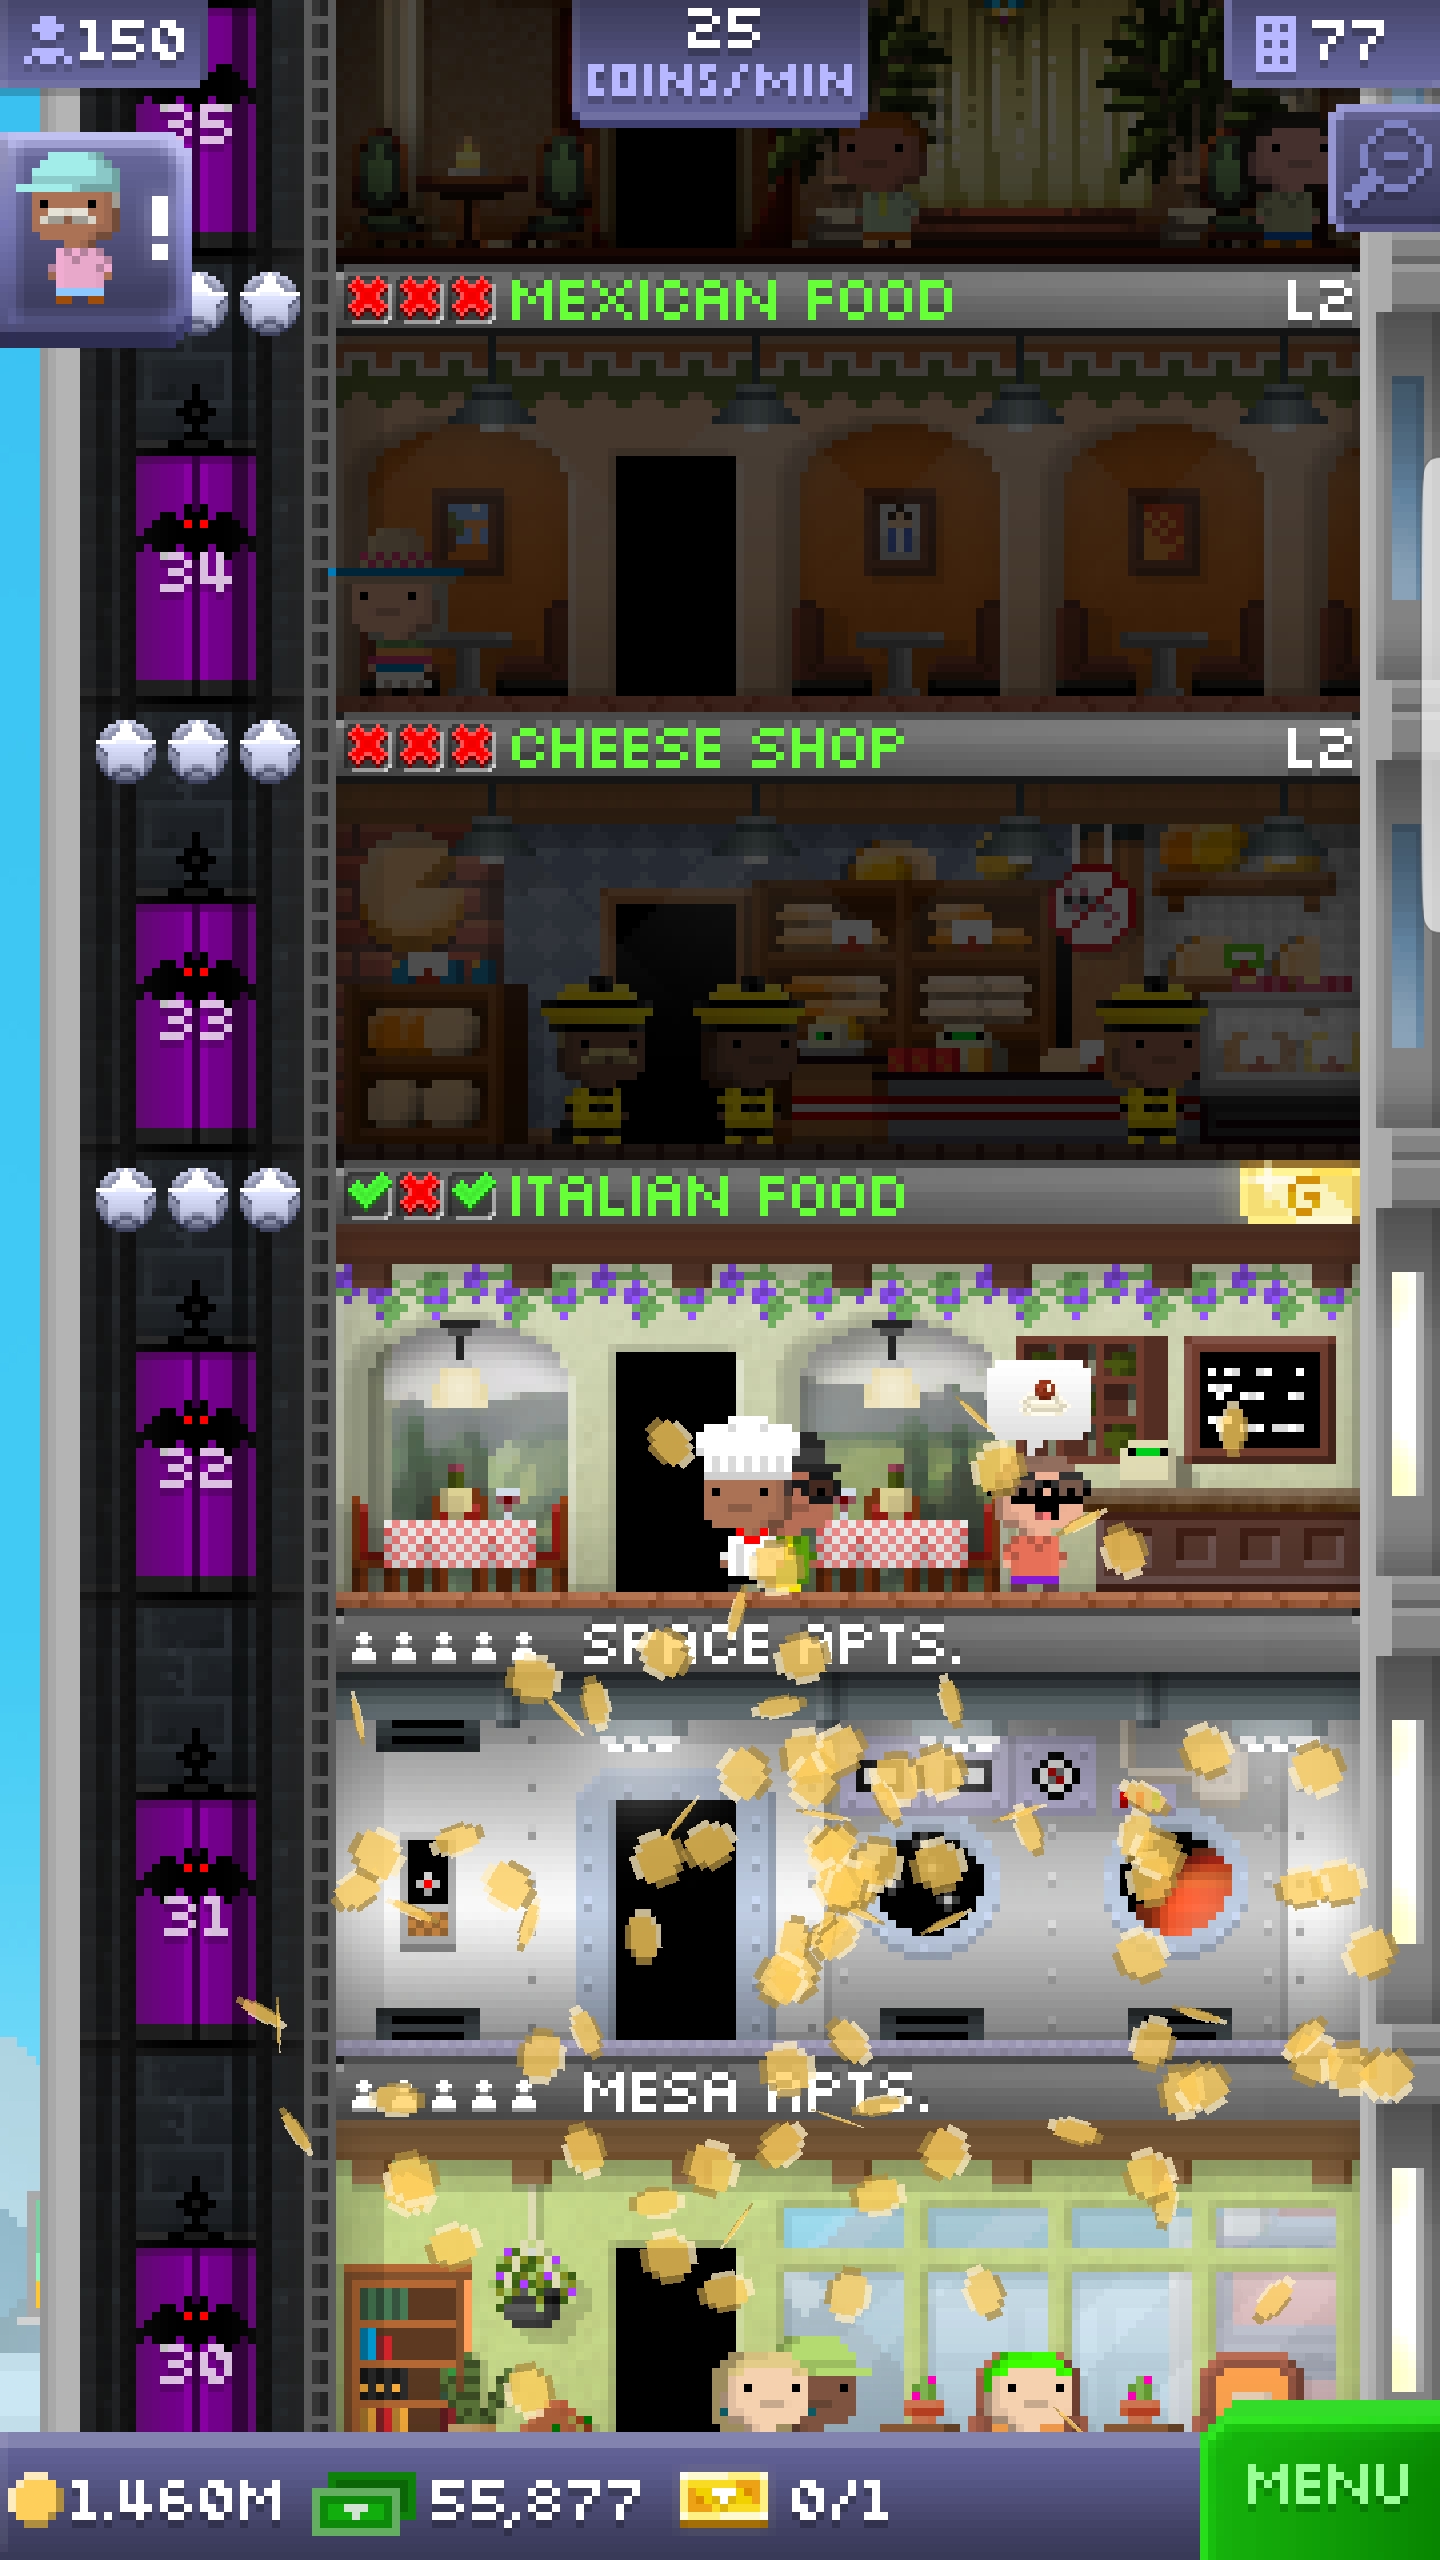 150
25
COINS/MIN
77
35
!
MEXICAN FOOD L2
34
CHEESE SHOP L2
33
ITALIAN FOOD G
32
SPACE APTS.
31
MESA APTS.
30
1.460M 55,877 0/1 MENU